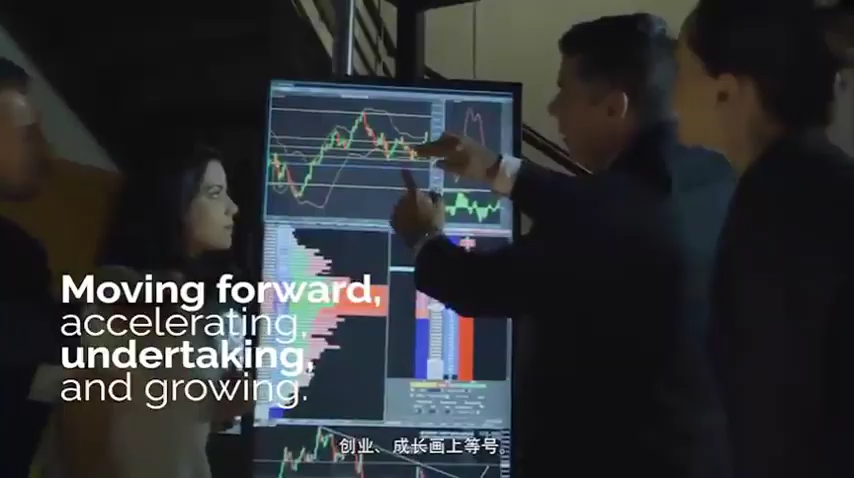 Moving forward,
accelerating,
undertaking,
and growing.
创业、成长画上等号。